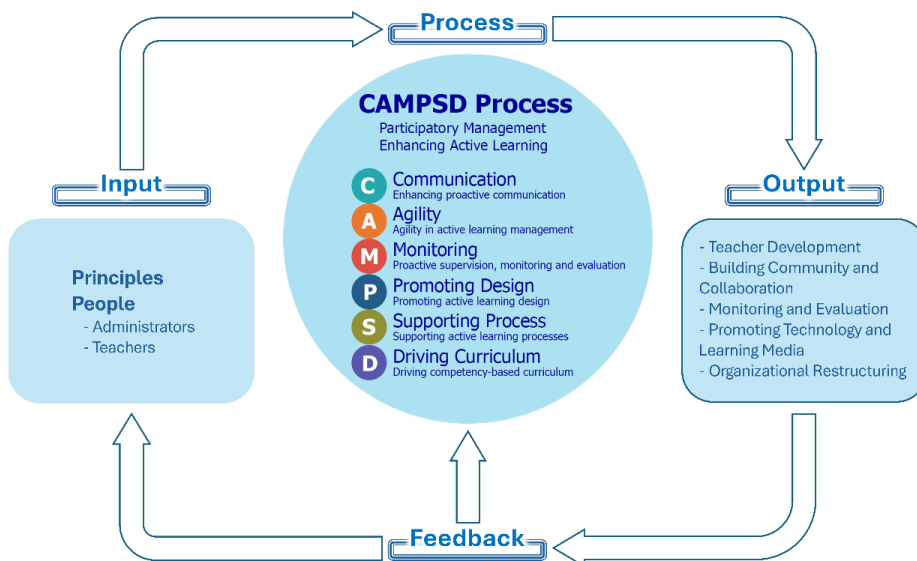 Process
CAMPSD Process
Participatory Management
Enhancing Active Learning
C Communication
Enhancing proactive communication
A Agility
Agility in active learning management
M Monitoring
Proactive supervision, monitoring and evaluation
P Promoting Design
Promoting active learning design
S Supporting Process
Supporting active learning processes
D Driving Curriculum
Driving competency-based curriculum
Input
Principles
People
- Administrators
- Teachers
Output
- Teacher Development
- Building Community and
Collaboration
- Monitoring and Evaluation
- Promoting Technology and
Learning Media
- Organizational Restructuring
Feedback